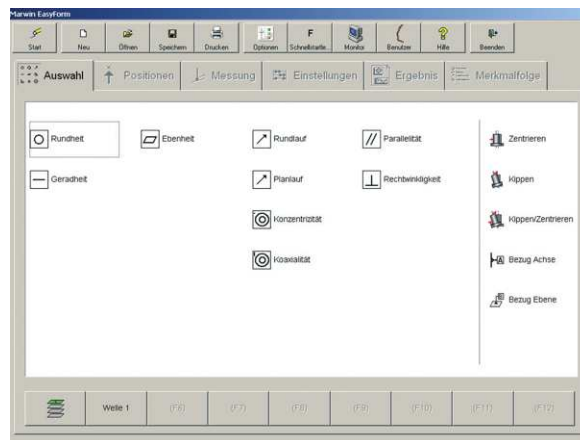 Marwin EasyForm
Start Neu Öffnen Speichern Drucken Optionen Schnellstarlle... Monitor Benutzer Hilfe Beenden
Auswahl Positionen Messung Einstellungen Ergebnis Merkmalfolge
Rundheit Ebenheit Rundlauf Parallelität Zentrieren
Geradheit Planlauf Rechtwinkligkeit Kippen
Konzentrizität Kippen/Zentrieren
Koaxialität Bezug Achse
Bezug Ebene
Welle 1 (F6) (F7) (F8) (F9) (F10) (F11) (F12)